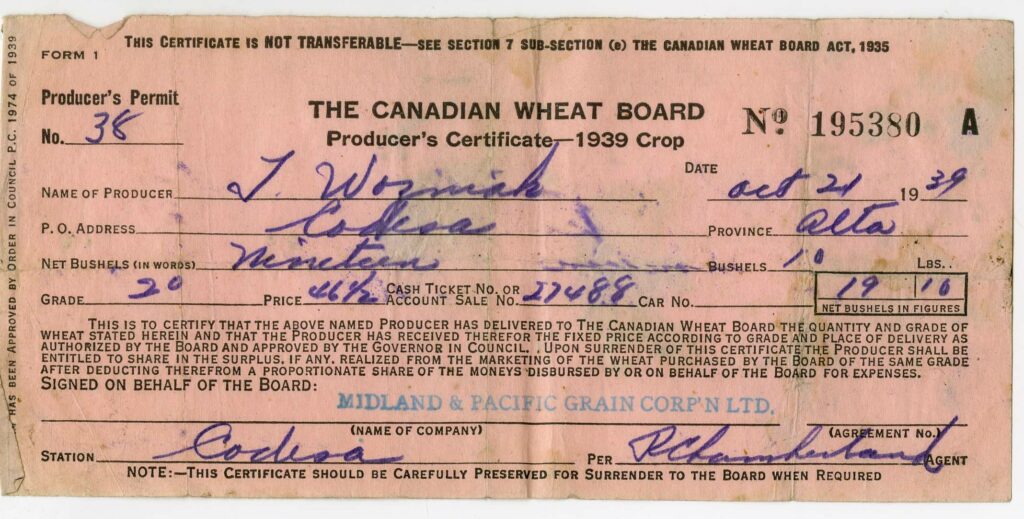 THIS CERTIFICATE IS NOT TRANSFERABLE—SEE SECTION 7 SUB-SECTION (e) THE CANADIAN WHEAT BOARD ACT, 1935
FORM 1
HAS BEEN APPROVED BY ORDER IN COUNCIL P.C. 1974 OF 1939
Producer's Permit
No. 38
THE CANADIAN WHEAT BOARD
Producer's Certificate—1939 Crop
No. 195380 A
NAME OF PRODUCER J. Wozniak DATE Oct 21 1939
P.O. ADDRESS Codesa PROVINCE Alta
NET BUSHELS (IN WORDS) Nineteen BUSHELS 10 LBS..
GRADE 2° PRICE 46½ CASH TICKET NO. OR ACCOUNT SALE NO. 27488 CAR NO. 19 10
NET BUSHELS IN FIGURES
THIS IS TO CERTIFY THAT THE ABOVE NAMED PRODUCER HAS DELIVERED TO THE CANADIAN WHEAT BOARD THE QUANTITY AND GRADE OF
WHEAT STATED HEREIN AND THAT THE PRODUCER HAS RECEIVED THEREFOR THE FIXED PRICE ACCORDING TO GRADE AND PLACE OF DELIVERY AS
AUTHORIZED BY THE BOARD AND APPROVED BY THE GOVERNOR IN COUNCIL. . UPON SURRENDER OF THIS CERTIFICATE THE PRODUCER SHALL BE
ENTITLED TO SHARE IN THE SURPLUS, IF ANY, REALIZED FROM THE MARKETING OF THE WHEAT PURCHASED BY THE BOARD OF THE SAME GRADE
AFTER DEDUCTING THEREFROM A PROPORTIONATE SHARE OF THE MONEYS DISBURSED BY OR ON BEHALF OF THE BOARD FOR EXPENSES.
SIGNED ON BEHALF OF THE BOARD:
MIDLAND & PACIFIC GRAIN CORP'N LTD.
(NAME OF COMPANY) (AGREEMENT NO.)
STATION Codesa PER R Chamberland AGENT
NOTE:—THIS CERTIFICATE SHOULD BE CAREFULLY PRESERVED FOR SURRENDER TO THE BOARD WHEN REQUIRED